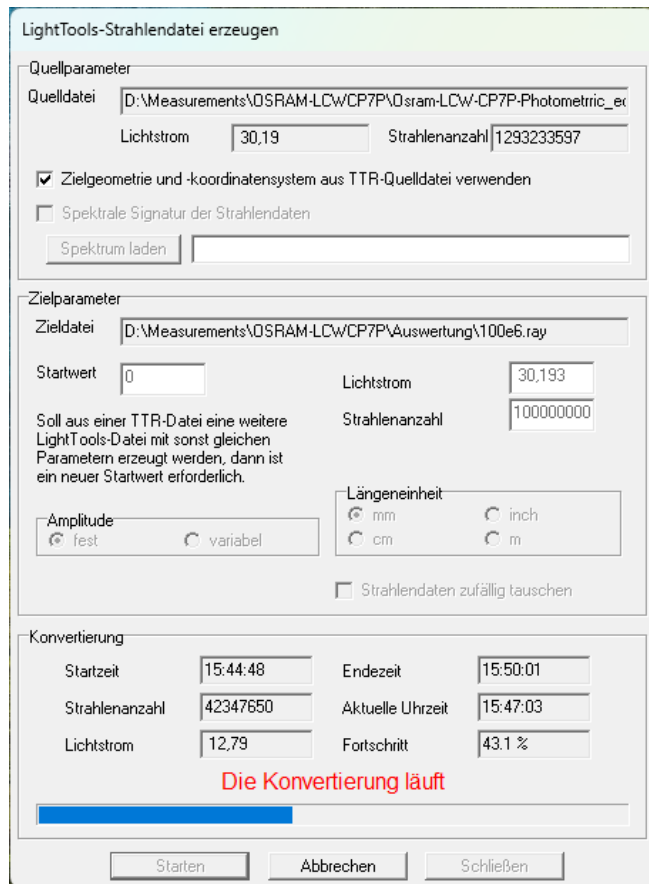 LightTools-Strahlendatei erzeugen
Quellparameter
Quelldatei D:\Measurements\OSRAM-LCWCP7P\Osram-LCW-CP7P-Photometrric_ec
Lichtstrom 30,19 Strahlenanzahl 1293233597
Zielgeometrie und -koordinatensystem aus TTR-Quelldatei verwenden
Spektrale Signatur der Strahlendaten
Spektrum laden
Zielparameter
Zieldatei D:\Measurements\OSRAM-LCWCP7P\Auswertung\100e6.ray
Startwert 0
Lichtstrom 30,193
Strahlenanzahl 100000000
Soll aus einer TTR-Datei eine weitere
LightTools-Datei mit sonst gleichen
Parametern erzeugt werden, dann ist
ein neuer Startwert erforderlich.
Amplitude
fest variabel
Längeneinheit
mm inch
cm m
Strahlendaten zufällig tauschen
Konvertierung
Startzeit 15:44:48 Endezeit 15:50:01
Strahlenanzahl 42347650 Aktuelle Uhrzeit 15:47:03
Lichtstrom 12,79 Fortschritt 43.1 %
Die Konvertierung läuft
Starten Abbrechen Schließen